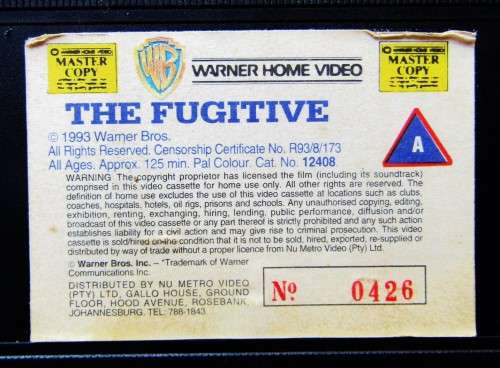 WARNER HOME VIDEO
MASTER
COPY
WB
WARNER HOME VIDEO
MASTER
COPY
THE FUGITIVE
© 1993 Warner Bros.
All Rights Reserved. Censorship Certificate No. R93/8/173
All Ages. Approx. 125 min. Pal Colour. Cat. No. 12408.
A
WARNING: The copyright proprietor has licensed the film (including its soundtrack)
comprised in this video cassette for home use only. All other rights are reserved. The
definition of home use excludes the use of this video cassette at locations such as clubs,
coaches, hospitals, hotels, oil rigs, prisons and schools. Any unauthorised copying, editing,
exhibition, renting, exchanging, hiring, lending, public performance, diffusion and/or
broadcast of this video cassette or any part thereof is strictly prohibited and any such action
establishes liability for a civil action and may give rise to criminal prosecution. This video
cassette is sold/hired on the condition that it is not to be sold, hired, exported, re-supplied or
distributed by way of trade without a proper licence from Nu Metro Video (Pty) Ltd.
© Warner Bros. Inc. – *Trademark of Warner
Communications Inc.
DISTRIBUTED BY NU METRO VIDEO
(PTY) LTD, GALLO HOUSE, GROUND
FLOOR, HOOD AVENUE, ROSEBANK,
JOHANNESBURG. TEL: 788-1843
No 0426